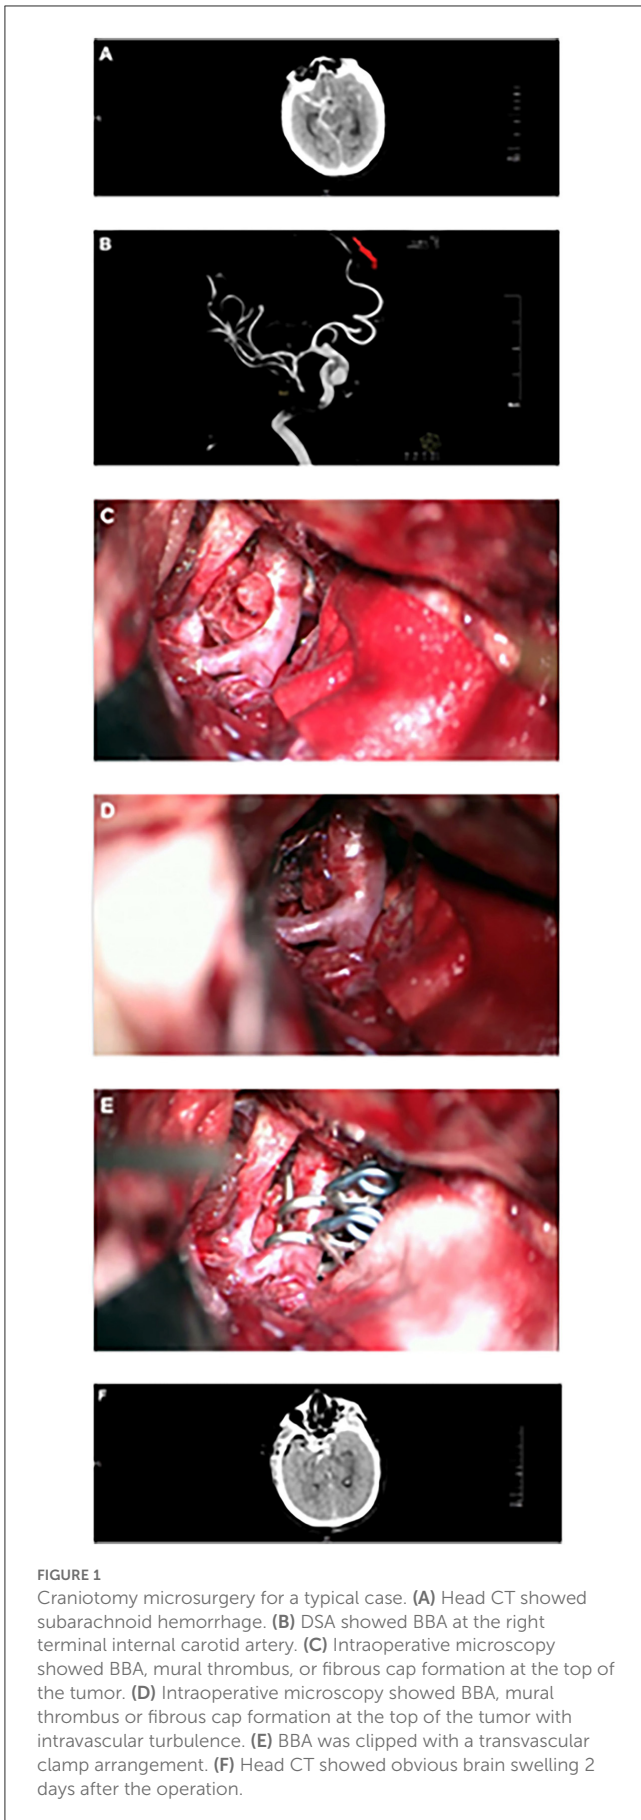 A
B
C
D
E
F
FIGURE 1
Craniotomy microsurgery for a typical case. (A) Head CT showed
subarachnoid hemorrhage. (B) DSA showed BBA at the right
terminal internal carotid artery. (C) Intraoperative microscopy
showed BBA, mural thrombus, or fibrous cap formation at the top of
the tumor. (D) Intraoperative microscopy showed BBA, mural
thrombus or fibrous cap formation at the top of the tumor with
intravascular turbulence. (E) BBA was clipped with a transvascular
clamp arrangement. (F) Head CT showed obvious brain swelling 2
days after the operation.